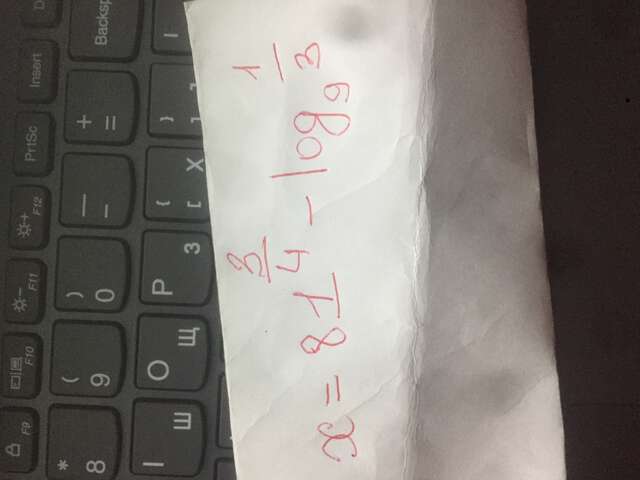 F9 F10 F11 F12 PrtSc Insert
* ( ) _ + Backsp
8 9 0 - =
I O P { }
Ш Щ З [ Х ]
x = 81^(3/4) - log₉ 1/3